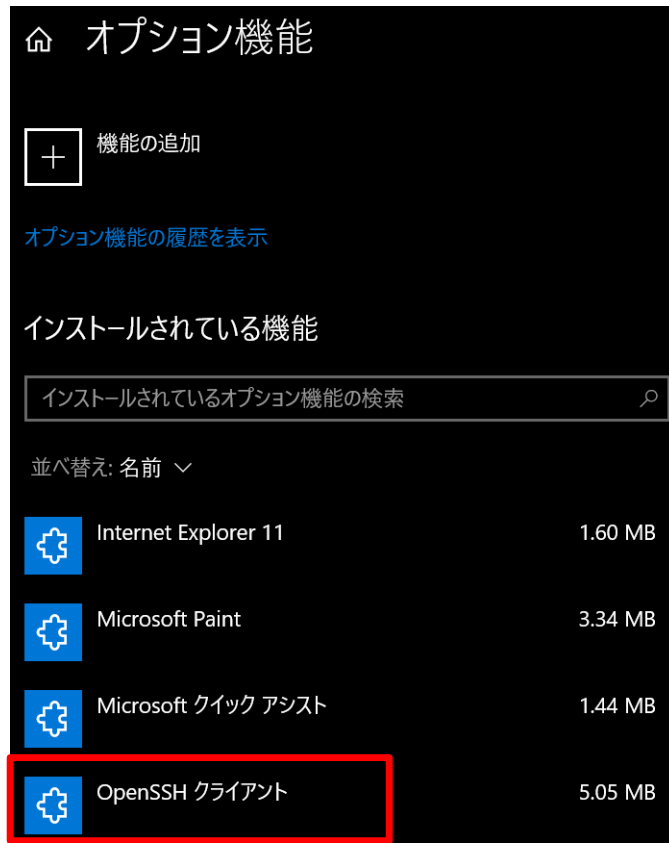 オプション機能
機能の追加
オプション機能の履歴を表示
インストールされている機能
インストールされているオプション機能の検索
並べ替え: 名前
Internet Explorer 11 1.60 MB
Microsoft Paint 3.34 MB
Microsoft クイック アシスト 1.44 MB
OpenSSH クライアント 5.05 MB